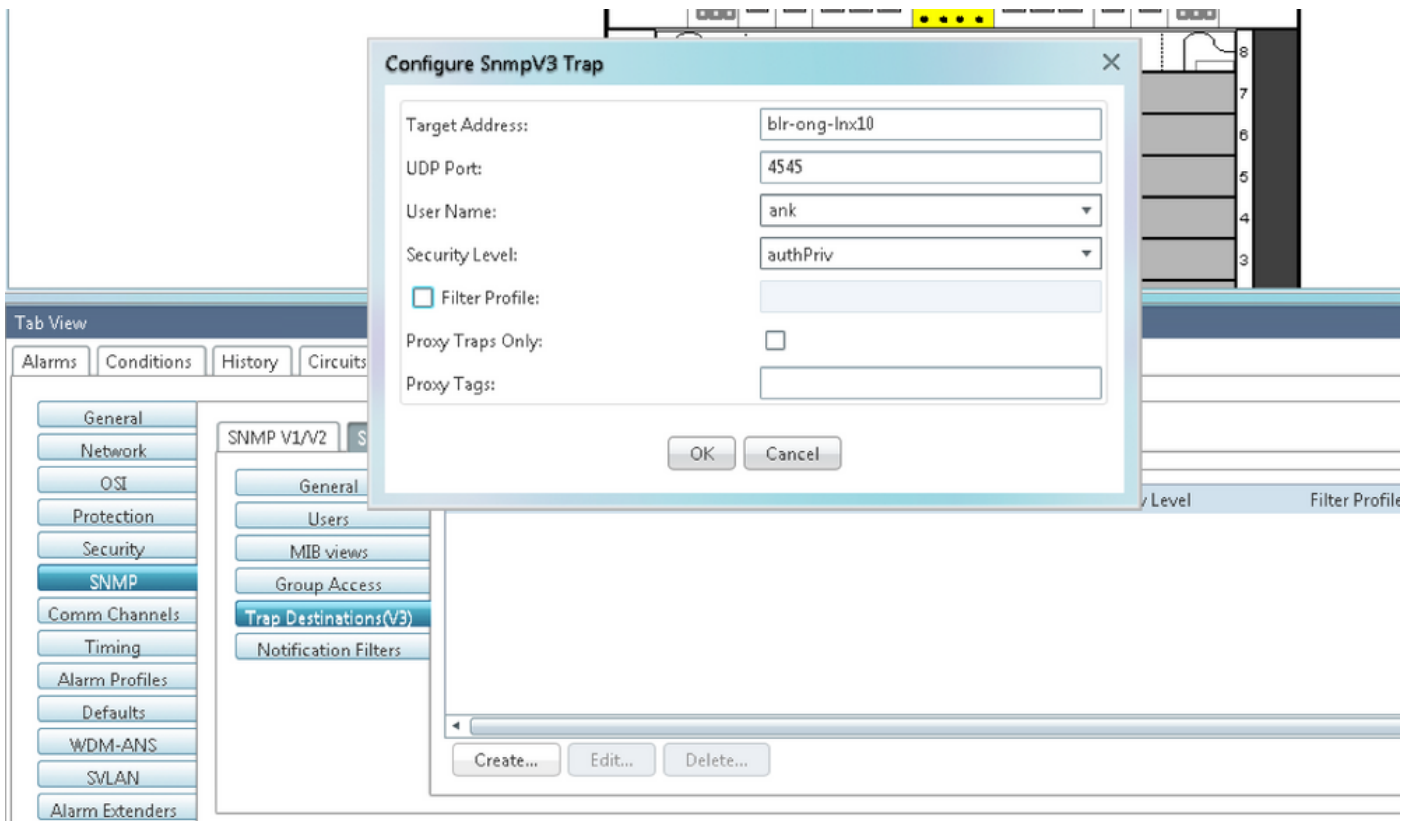 8
Configure SnmpV3 Trap
7
Target Address: blr-ong-lnx10
6
UDP Port: 4545
5
User Name: ank
4
Security Level: authPriv
3
Filter Profile:
Tab View
Proxy Traps Only:
Alarms Conditions History Circuits
Proxy Tags:
General
SNMP V1/V2 S
Network
OK Cancel
OSI
General
Level Filter Profile
Protection
Users
Security
MIB views
SNMP
Group Access
Comm Channels
Trap Destinations(V3)
Timing
Notification Filters
Alarm Profiles
Defaults
WDM-ANS
Create... Edit... Delete...
SVLAN
Alarm Extenders